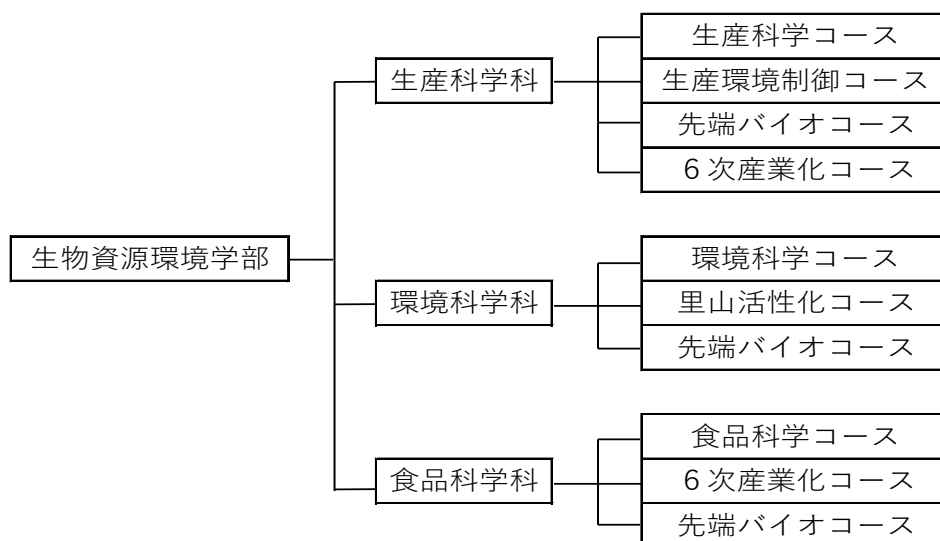 生物資源環境学部
生産科学科
生産科学コース
生産環境制御コース
先端バイオコース
６次産業化コース
環境科学科
環境科学コース
里山活性化コース
先端バイオコース
食品科学科
食品科学コース
６次産業化コース
先端バイオコース